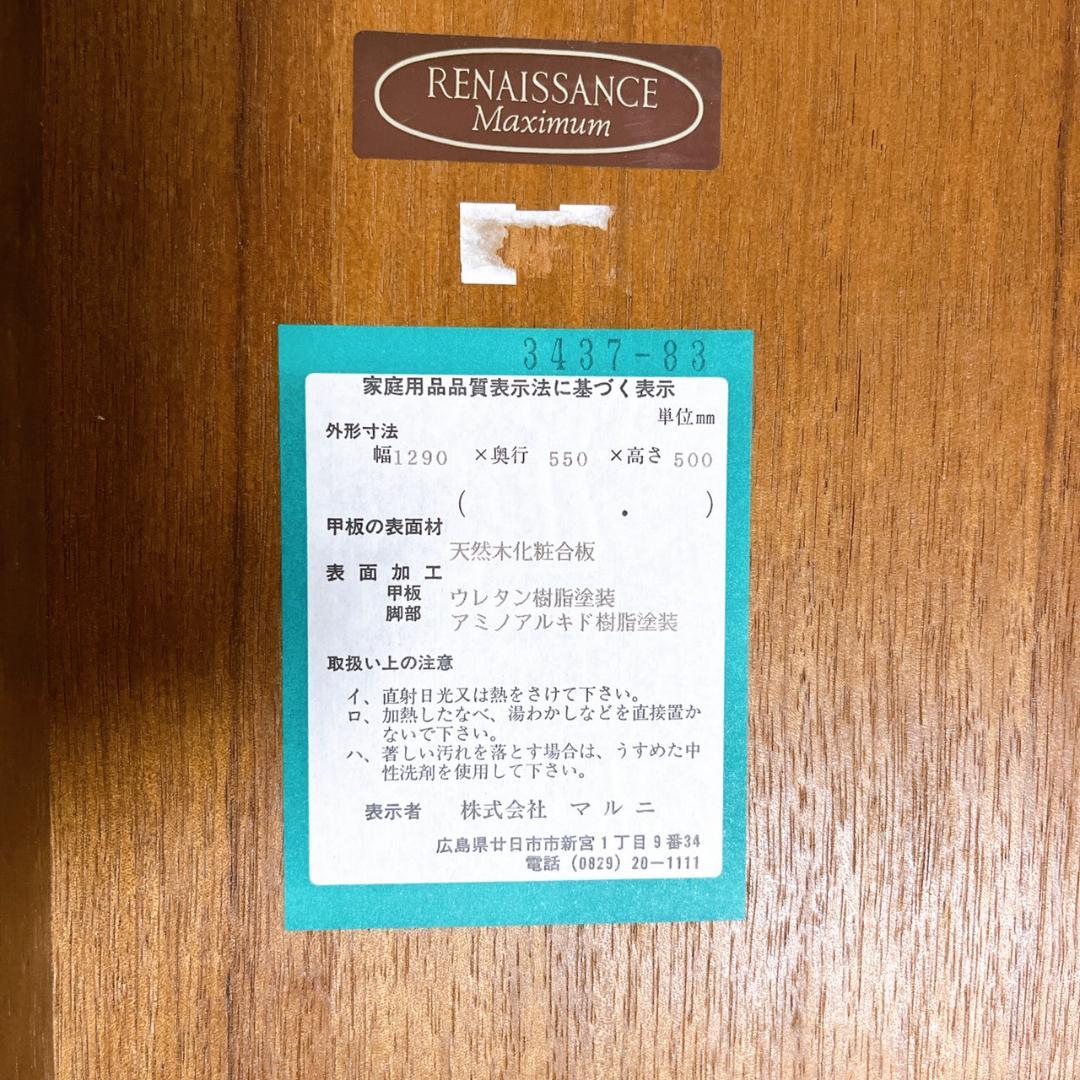 RENAISSANCE
Maximum
3437-83
家庭用品品質表示法に基づく表示
単位mm
外形寸法
幅1290 ×奥行 550 ×高さ 500
( . )
甲板の表面材
天然木化粧合板
表面加工
甲板 ウレタン樹脂塗装
脚部 アミノアルキド樹脂塗装
取扱い上の注意
イ、直射日光又は熱をさけて下さい。
ロ、加熱したなべ、湯わかしなどを直接置か
ないで下さい。
ハ、著しい汚れを落とす場合は、うすめた中
性洗剤を使用して下さい。
表示者 株式会社 マルニ
広島県廿日市市新宮1丁目9番34
電話 (0829) 20-1111